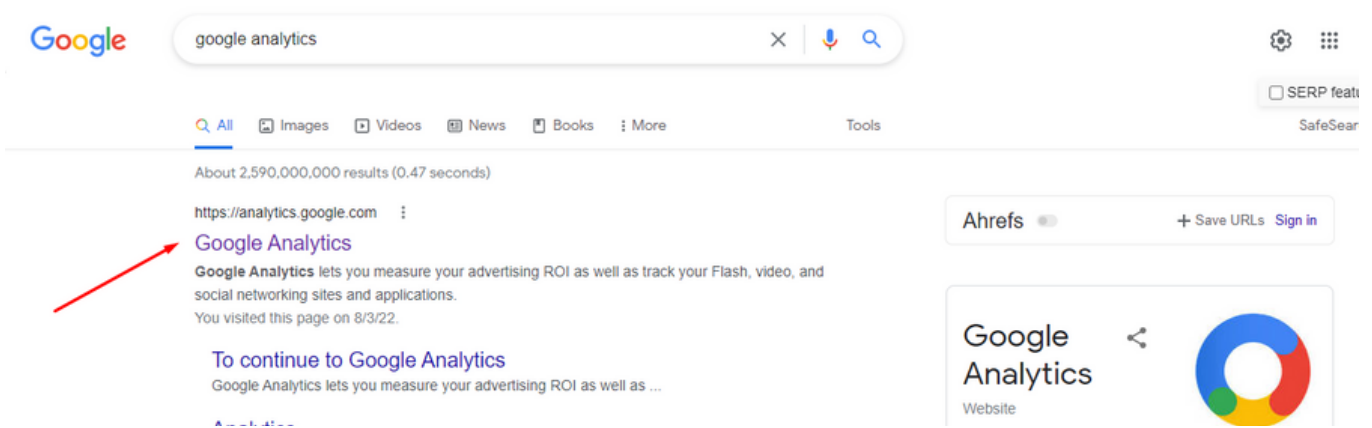 Google
google analytics
SERP featu
All Images Videos News Books More Tools
SafeSear
About 2,590,000,000 results (0.47 seconds)
https://analytics.google.com
Google Analytics
Google Analytics lets you measure your advertising ROI as well as track your Flash, video, and
social networking sites and applications.
You visited this page on 8/3/22.
To continue to Google Analytics
Google Analytics lets you measure your advertising ROI as well as ...
Analytics
Ahrefs + Save URLs Sign in
Google
Analytics
Website